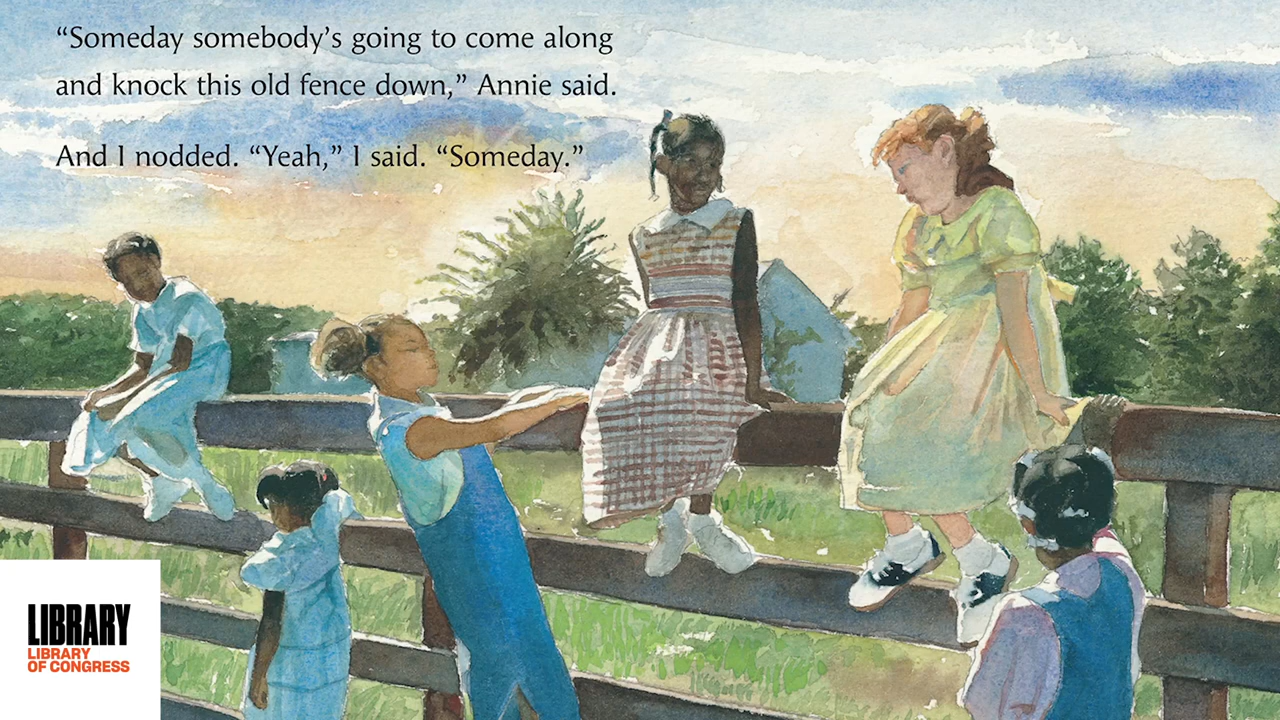 “Someday somebody’s going to come along
and knock this old fence down,” Annie said.
And I nodded. “Yeah,” I said. “Someday.”
LIBRARY
LIBRARY
OF CONGRESS